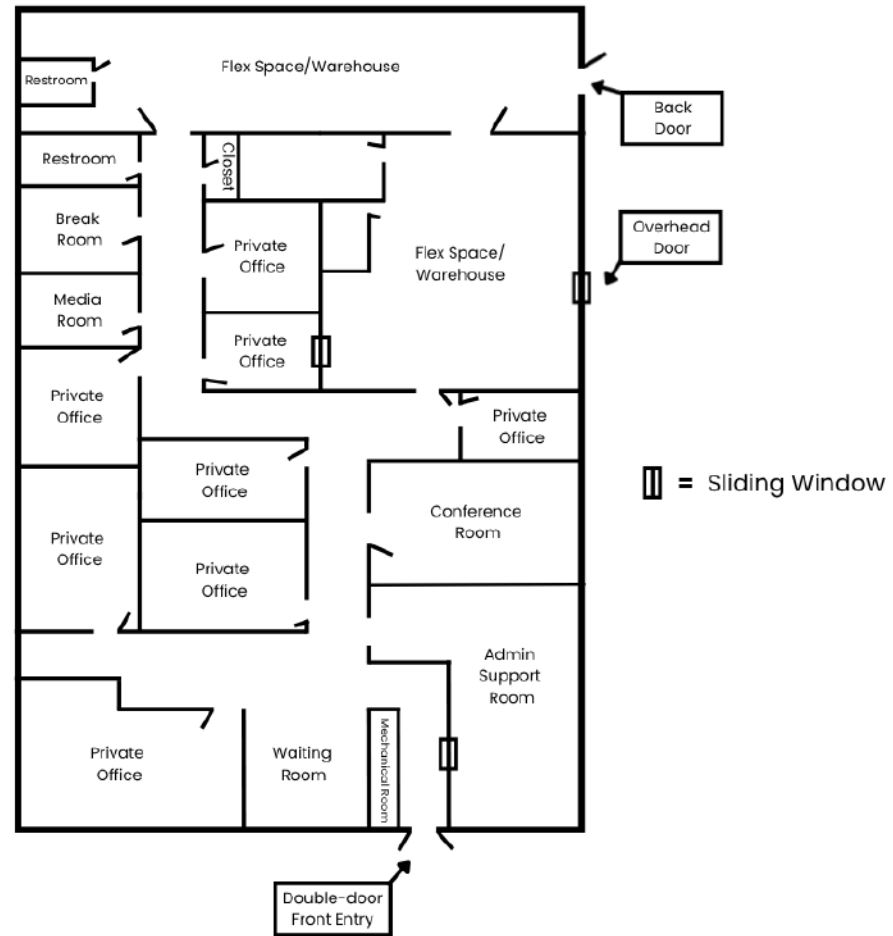 Flex Space/Warehouse
Restroom
Back
Door
Restroom
Closet
Break
Room
Private
Office
Flex Space/
Warehouse
Overhead
Door
Media
Room
Private
Office
Private
Office
Private
Office
Private
Office
Conference
Room
= Sliding Window
Private
Office
Private
Office
Admin
Support
Room
Private
Office
Waiting
Room
Mechanical Room
Double-door
Front Entry